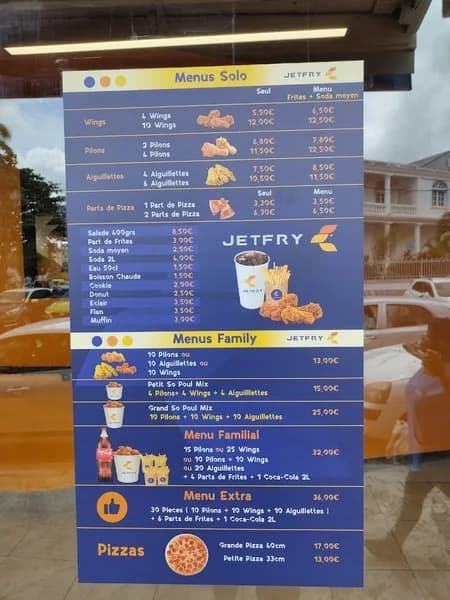 Menus Solo JETFRY
Seul Menu
Frites + Soda moyen
Wings 4 Wings 5,50€ 6,50€
10 Wings 12,00€ 12,50€
Pilons 2 Pilons 6,80€ 7,80€
4 Pilons 11,50€ 12,50€
Aiguillettes 4 Aiguillettes 7,50€ 8,50€
6 Aiguillettes 10,50€ 11,50€
Seul Menu
Parts de Pizza 1 Part de Pizza 3,20€ 3,50€
2 Parts de Pizza 6,30€ 6,50€
Salade 400grs 8,50€
Part de Frites 3,00€
Soda moyen 2,50€
Soda 2L 4,00€
Eau 50cl 1,50€
Boisson Chaude 1,50€
Cookie 2,00€
Donut 2,50€
Eclair 3,50€
Flan 3,50€
Muffin 3,00€
JETFRY
JETFRY
Menus Family JETFRY
10 Pilons ou
10 Aiguillettes ou 13,99€
10 Wings
Petit So Poul Mix
4 Pilons+ 4 Wings + 4 Aiguilllettes 15,99€
Grand So Poul Mix
10 Pilons + 10 Wings + 10 Aiguillettes 25,99€
Menu Familial
15 Pilons ou 25 Wings
ou 10 Pilons + 10 Wings 32,99€
ou 20 Aiguillettes
+ 4 Parts de Frites + 1 Coca-Cola 2L
Menu Extra 36,99€
30 Pieces ( 10 Pilons + 10 Wings + 10 Aiguillettes )
+ 6 Parts de Frites + 1 Coca-Cola 2L
Pizzas
Grande Pizza 40cm 17,99€
Petite Pizza 33cm 13,99€